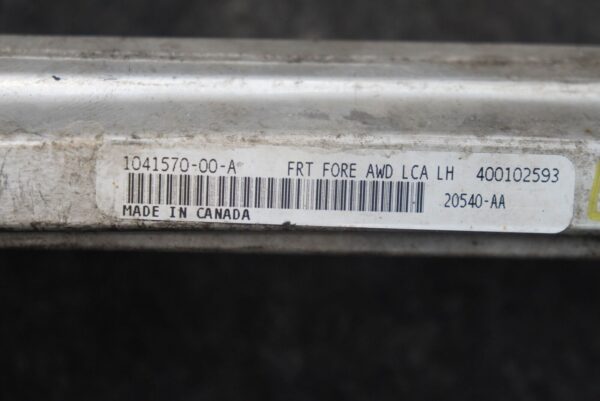 1041570-00-A FRT FORE AWD LCA LH 400102593
20540-AA
MADE IN CANADA